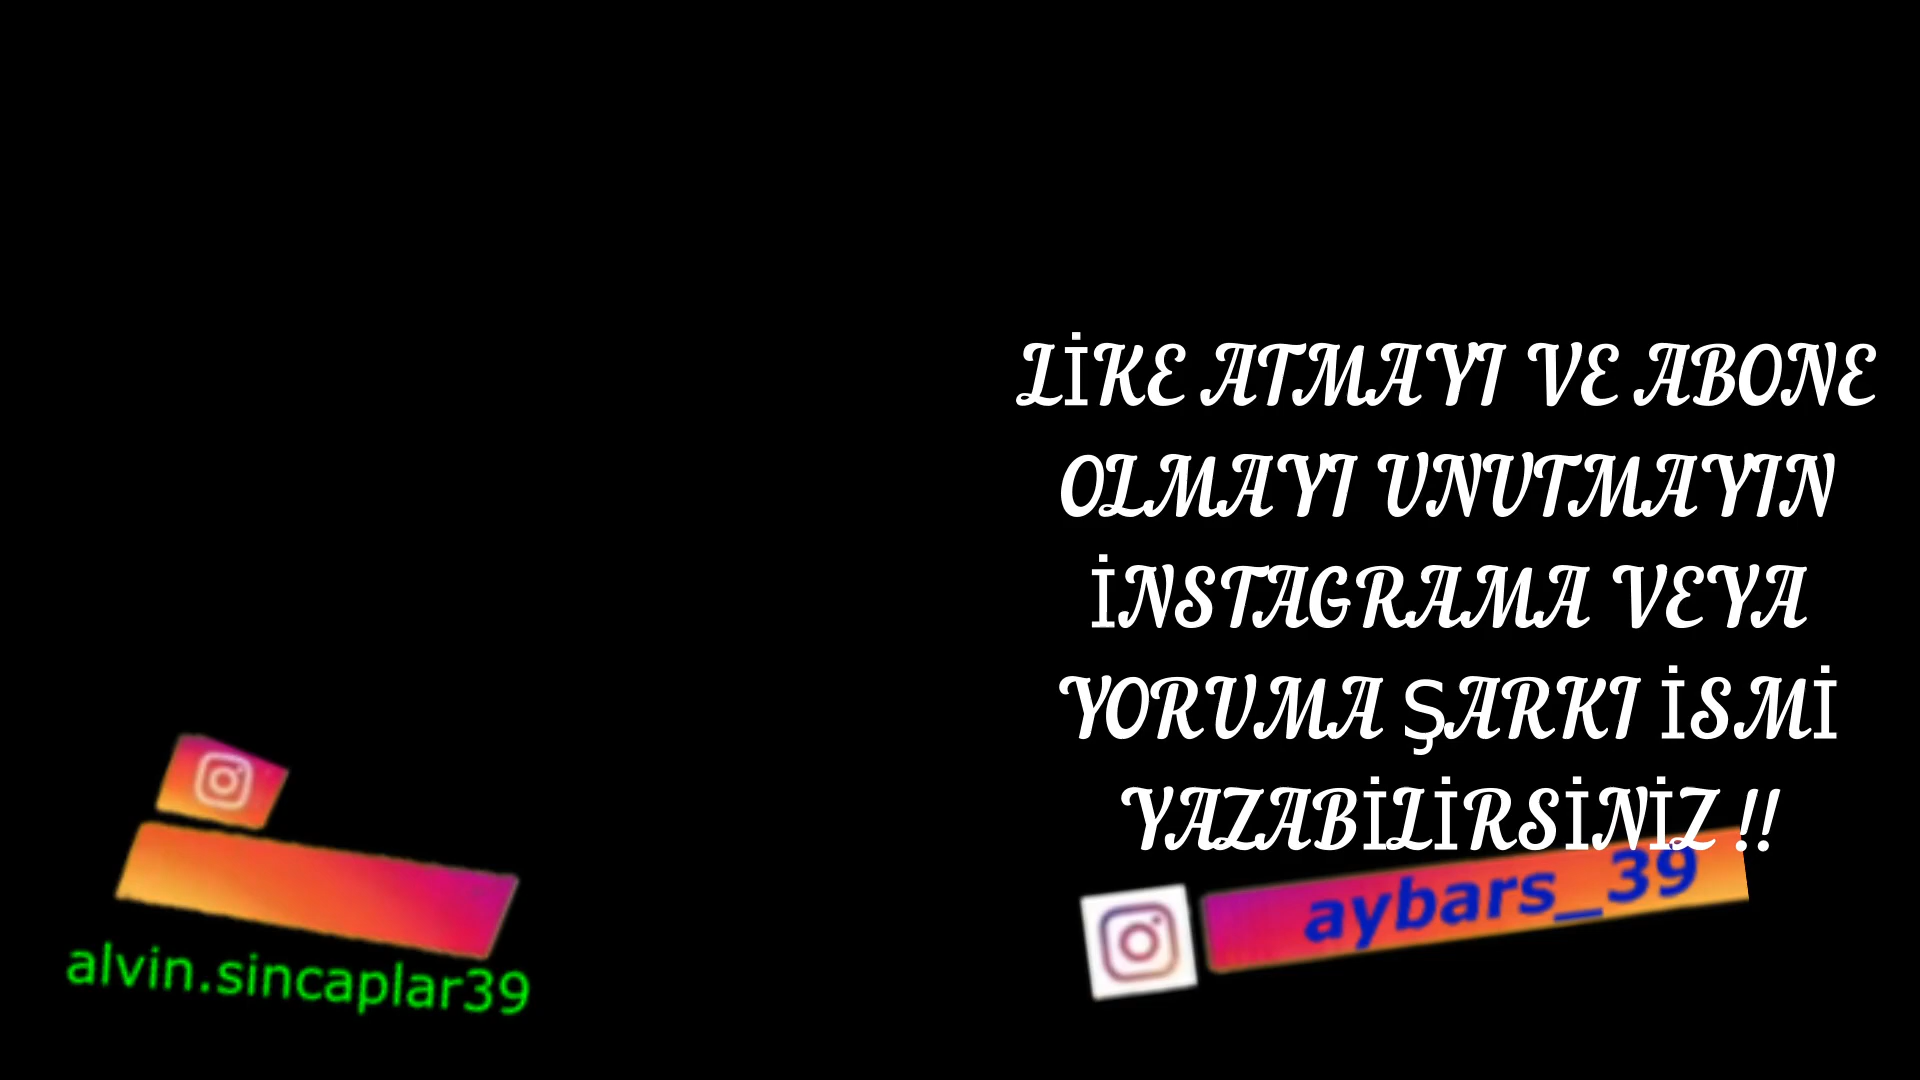 LİKE ATMAYI VE ABONE
OLMAYI UNUTMAYIN
İNSTAGRAMA VEYA
YORUMA ŞARKI İSMİ
YAZABİLİRSİNİZ !!
aybars_39
alvin.sincaplar39